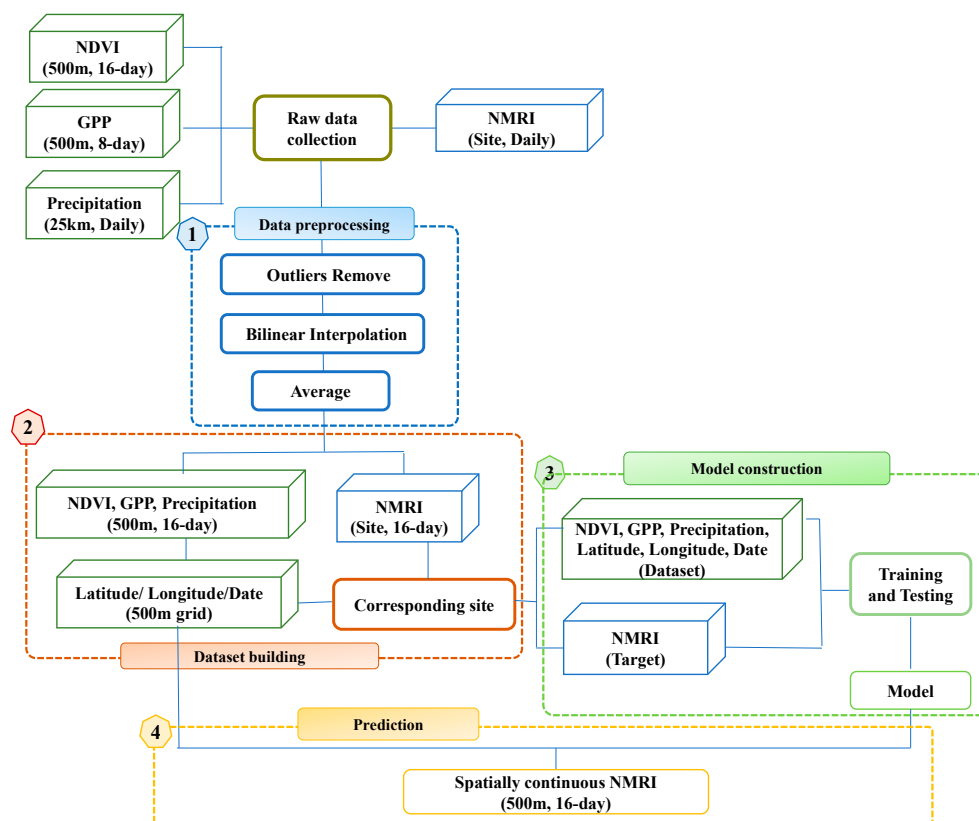 NDVI
(500m, 16-day)
GPP
(500m, 8-day)
Precipitation
(25km, Daily)
Raw data
collection
NMRI
(Site, Daily)
1
Data preprocessing
Outliers Remove
Bilinear Interpolation
Average
2
NDVI, GPP, Precipitation
(500m, 16-day)
NMRI
(Site, 16-day)
Latitude/ Longitude/Date
(500m grid)
Corresponding site
Dataset building
3
Model construction
NDVI, GPP, Precipitation,
Latitude, Longitude, Date
(Dataset)
NMRI
(Target)
Training
and Testing
Model
4
Prediction
Spatially continuous NMRI
(500m, 16-day)